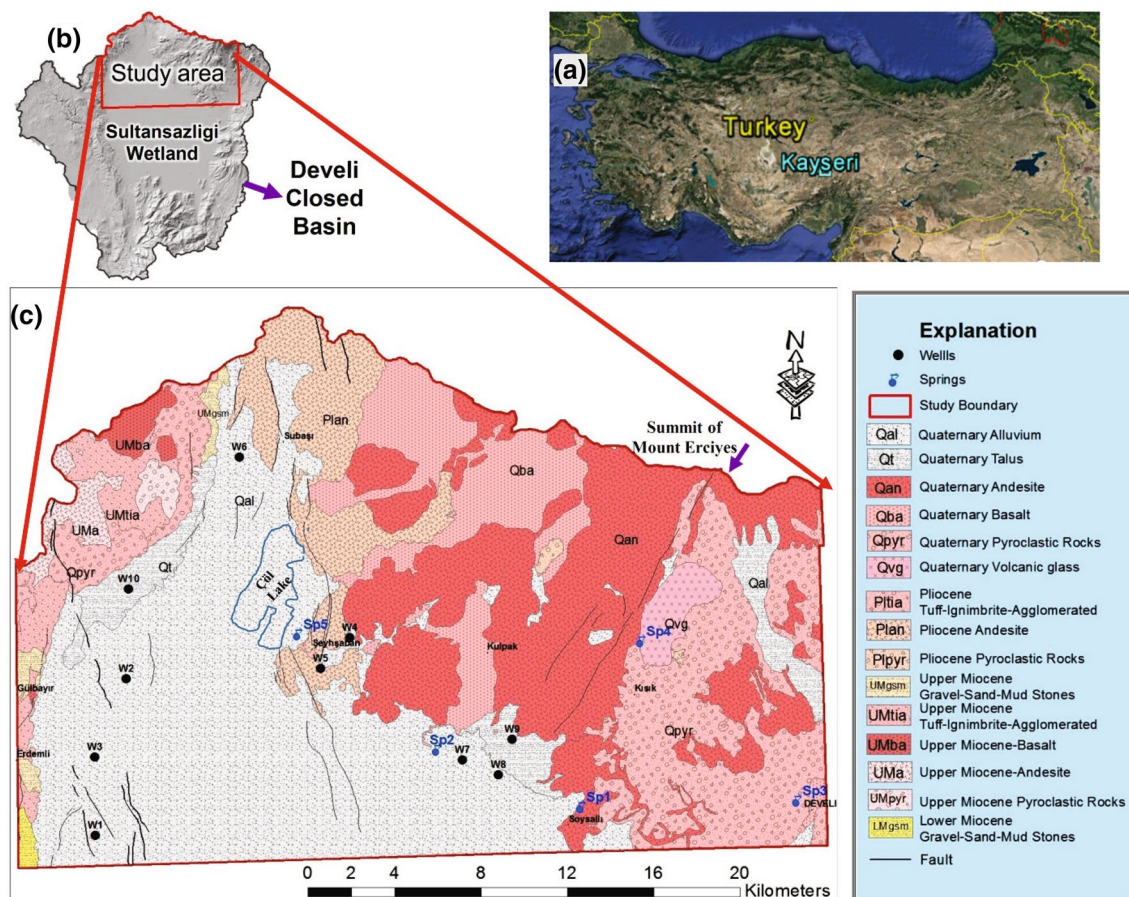 (b)
Study area
Sultansazligi
Wetland
Develi
Closed
Basin
(a)
Turkey
Kayseri
(c)
N
Summit of
Mount Erciyes
UMgsm
UMba
Plan
Subaşı
W6
Qba
Qal
UMtia
UMa
Qan
Qpyr
Qt
W10
Çöl
Lake
Qal
Sp5
W4
Seyhşaban
Sp4
Qvg
W5
Kulpak
W2
Gülbayır
Kışık
Qpyr
W9
Erdemli
W3
Sp2
W7
W8
Sp1
Soysallı
Sp3
DEVELİ
W1
0 2 4 8 12 16 20
Kilometers
Explanation
Wellls
Springs
Study Boundary
Qal Quaternary Alluvium
Qt Quaternary Talus
Qan Quaternary Andesite
Qba Quaternary Basalt
Qpyr Quaternary Pyroclastic Rocks
Qvg Quaternary Volcanic glass
Pltia Pliocene
Tuff-Ignimbrite-Agglomerated
Plan Pliocene Andesite
Plpyr Pliocene Pyroclastic Rocks
UMgsm Upper Miocene
Gravel-Sand-Mud Stones
UMtia Upper Miocene
Tuff-Ignimbrite-Agglomerated
UMba Upper Miocene-Basalt
UMa Upper Miocene-Andesite
UMpyr Upper Miocene Pyroclastic Rocks
LMgsm Lower Miocene
Gravel-Sand-Mud Stones
Fault